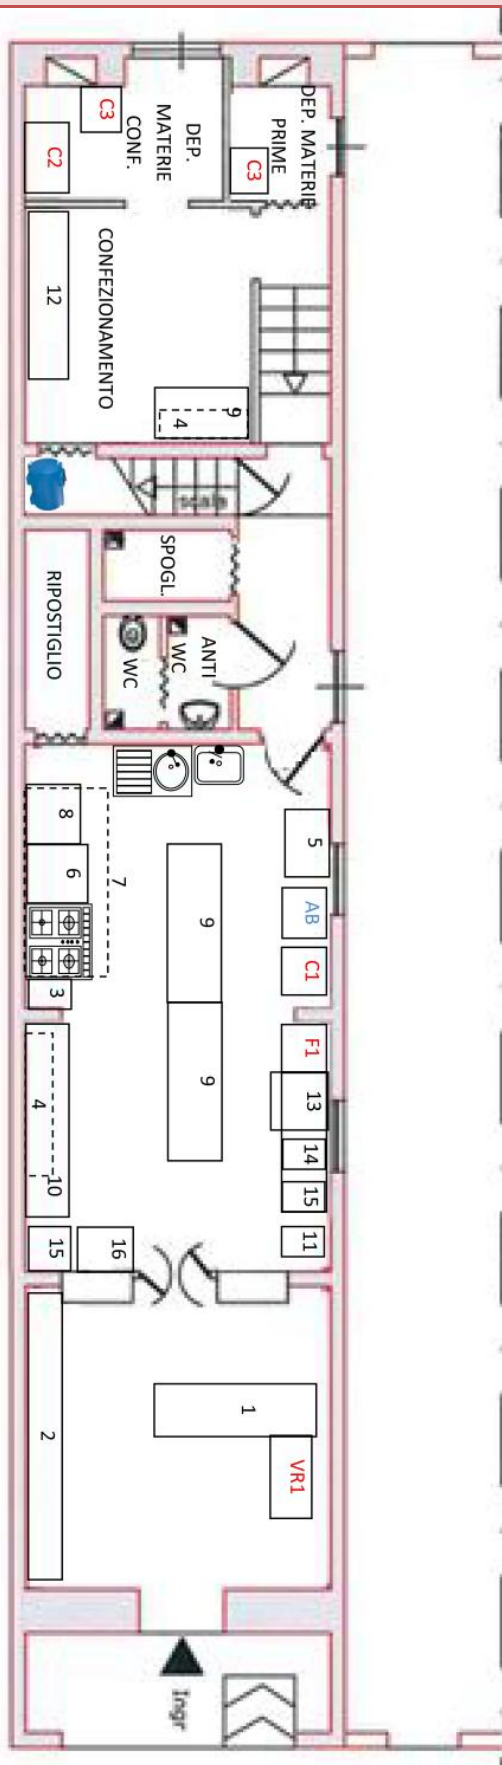 C3
C2
DEP.
MATERIE
CONF.
DEP. MATERIE
PRIME
C3
12
CONFEZIONAMENTO
9
4
scale
SPOGL.
RIPOSTIGLIO
ANTI
WC
WC
8
6
7
3
5
AB
C1
9
9
F1
13
14
15
11
4
10
15
16
1
2
VR1
Ingr